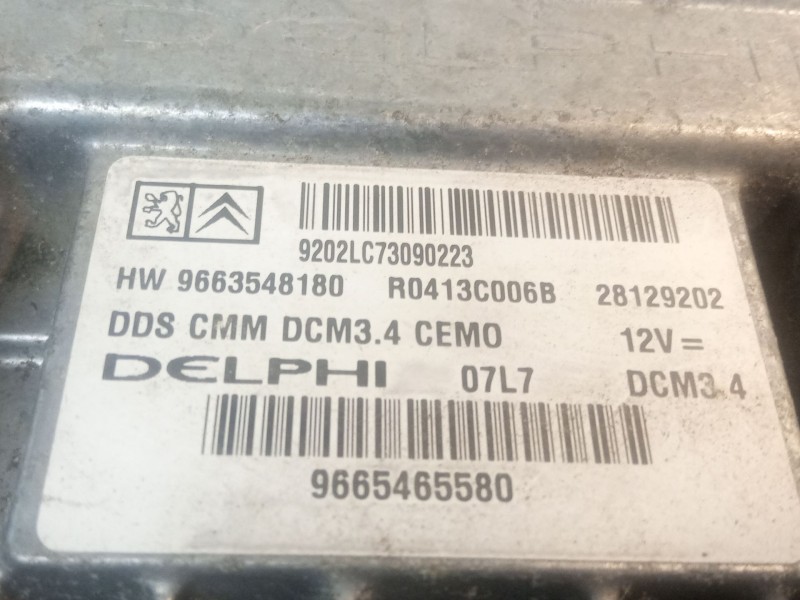 9202LC73090223
HW 9663548180 R0413C006B 28129202
DDS CMM DCM3.4 CEMO 12V =
DELPHI 07L7 DCM3.4
9665465580